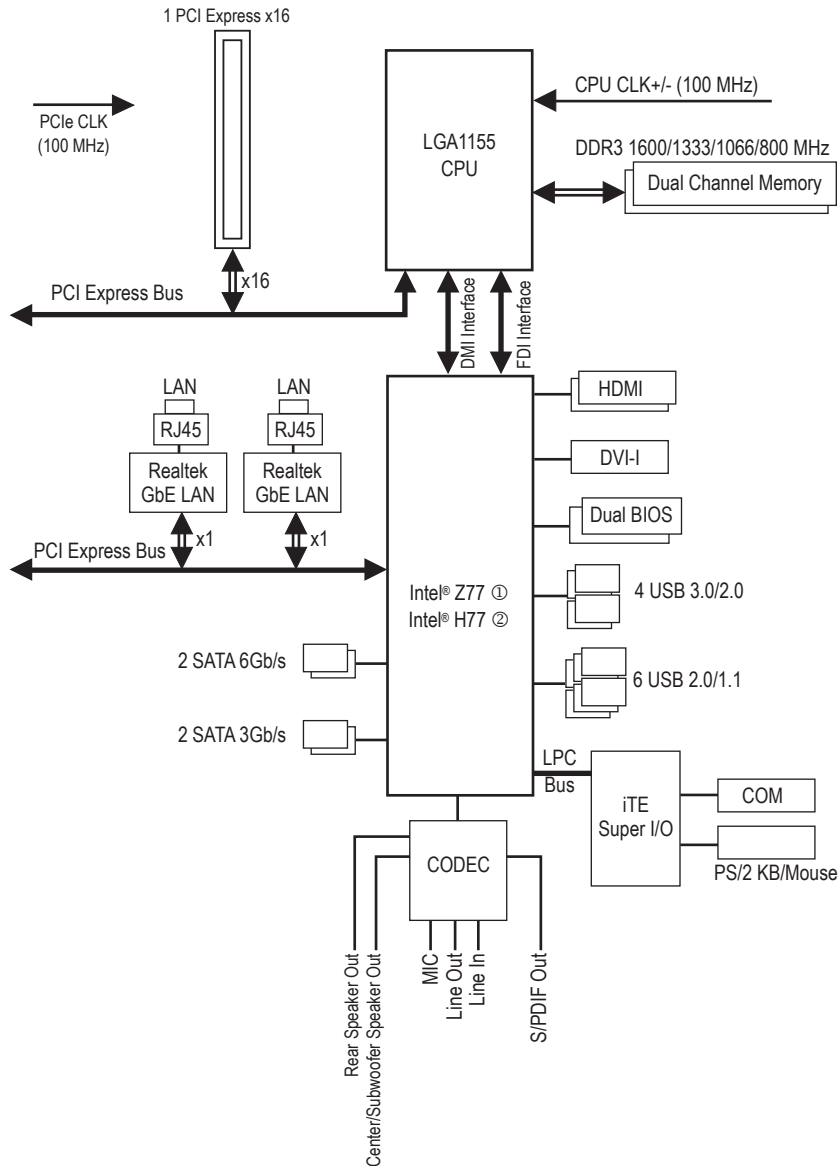 1 PCI Express x16
PCIe CLK
(100 MHz)
LGA1155
CPU
CPU CLK+/- (100 MHz)
DDR3 1600/1333/1066/800 MHz
Dual Channel Memory
x16
PCI Express Bus
DMI Interface
FDI Interface
LAN
LAN
RJ45
RJ45
Realtek
GbE LAN
Realtek
GbE LAN
x1
x1
PCI Express Bus
HDMI
DVI-I
Dual BIOS
Intel® Z77 ①
Intel® H77 ②
4 USB 3.0/2.0
6 USB 2.0/1.1
2 SATA 6Gb/s
2 SATA 3Gb/s
LPC
Bus
iTE
Super I/O
COM
PS/2 KB/Mouse
CODEC
Rear Speaker Out
Center/Subwoofer Speaker Out
MIC
Line Out
Line In
S/PDIF Out